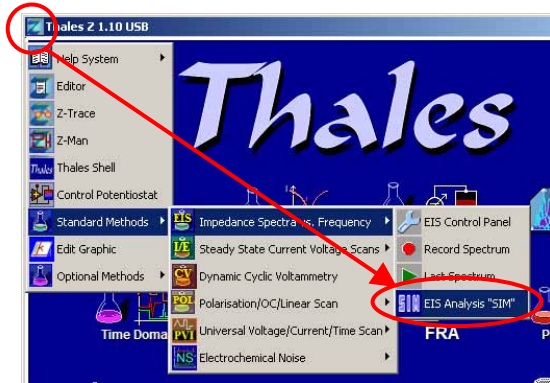 Thales Z 1.10 USB
Help System
Editor
Z-Trace
Z-Man
Thales Thales Shell
Control Potentiostat
Standard Methods
Edit Graphic
Optional Methods
Thales
EIS Impedance Spectra vs. Frequency
I/E Steady State Current Voltage Scans
CV Dynamic Cyclic Voltammetry
POL Polarisation/OC/Linear Scan
PVI Universal Voltage/Current/Time Scan
NS Electrochemical Noise
EIS Control Panel
Record Spectrum
Last Spectrum
SIM EIS Analysis "SIM"
Time Doma
FRA
P